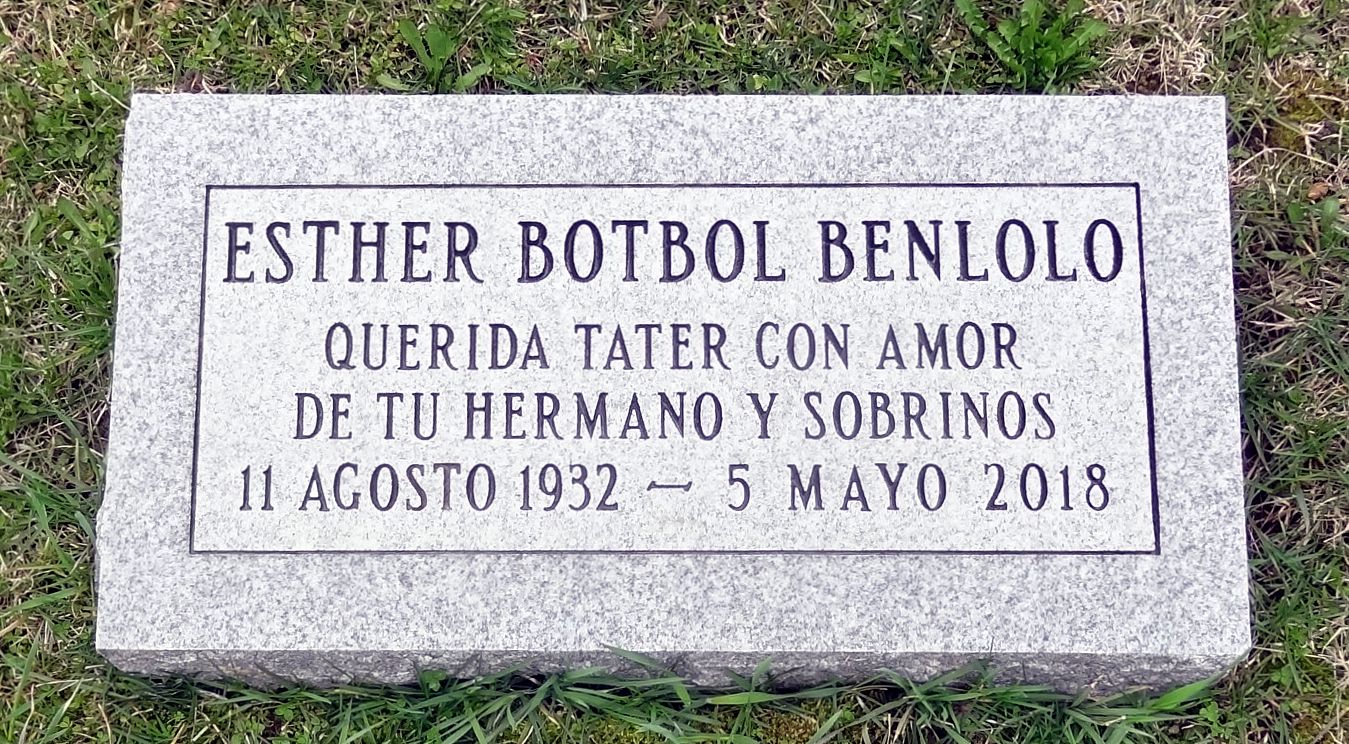 ESTHER BOTBOL BENLOLO
QUERIDA TATER CON AMOR
DE TU HERMANO Y SOBRINOS
11 AGOSTO 1932 — 5 MAYO 2018